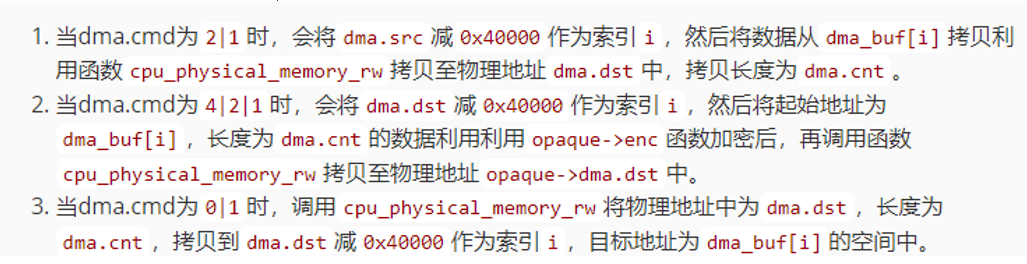 1. 当dma.cmd为 2|1 时，会将 dma.src 减 0x40000 作为索引 i ，然后将数据从 dma_buf[i] 拷贝利
用函数 cpu_physical_memory_rw 拷贝至物理地址 dma.dst 中，拷贝长度为 dma.cnt 。
2. 当dma.cmd为 4|2|1 时，会将 dma.dst 减 0x40000 作为索引 i ，然后将起始地址为
dma_buf[i] ，长度为 dma.cnt 的数据利用利用 opaque->enc 函数加密后，再调用函数
cpu_physical_memory_rw 拷贝至物理地址 opaque->dma.dst 中。
3. 当dma.cmd为 0|1 时，调用 cpu_physical_memory_rw 将物理地址中为 dma.dst ，长度为
dma.cnt ，拷贝到 dma.dst 减 0x40000 作为索引 i ，目标地址为 dma_buf[i] 的空间中。